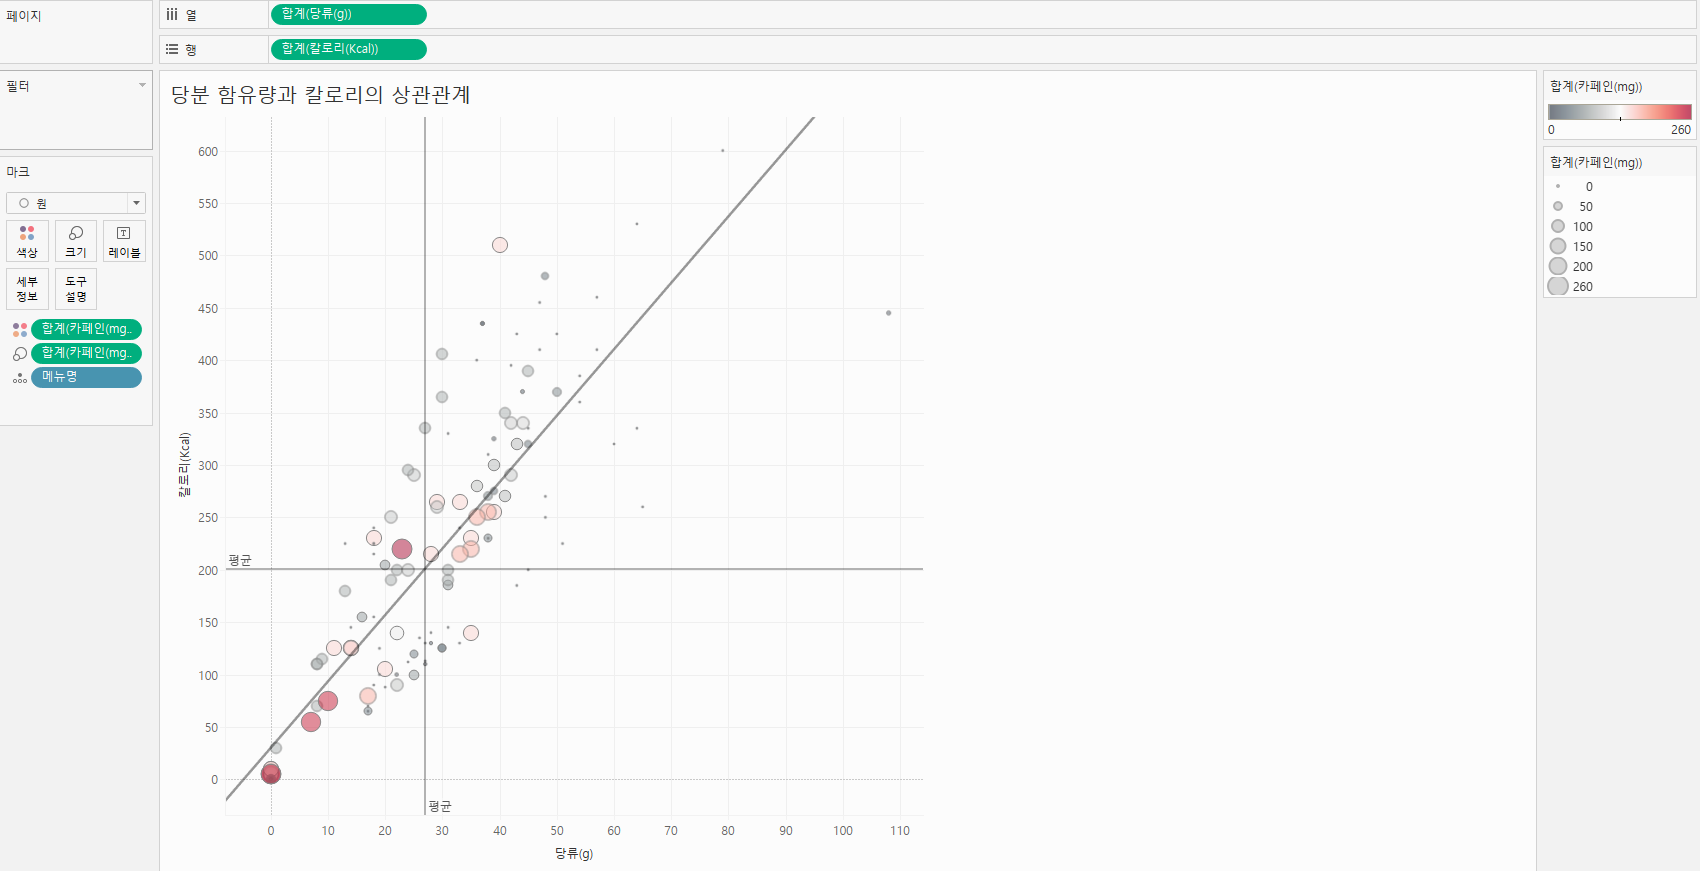 페이지
열
합계(당류(g))
행
합계(칼로리(Kcal))
필터
마크
원
색상
크기
레이블
세부
정보
도구
설명
합계(카페인(mg..
합계(카페인(mg..
메뉴명
당분 함유량과 칼로리의 상관관계
칼로리(Kcal)
600
550
500
450
400
350
300
250
200
150
100
50
0
평균
평균
0
10
20
30
40
50
60
70
80
90
100
110
당류(g)
합계(카페인(mg))
0
260
합계(카페인(mg))
0
50
100
150
200
260